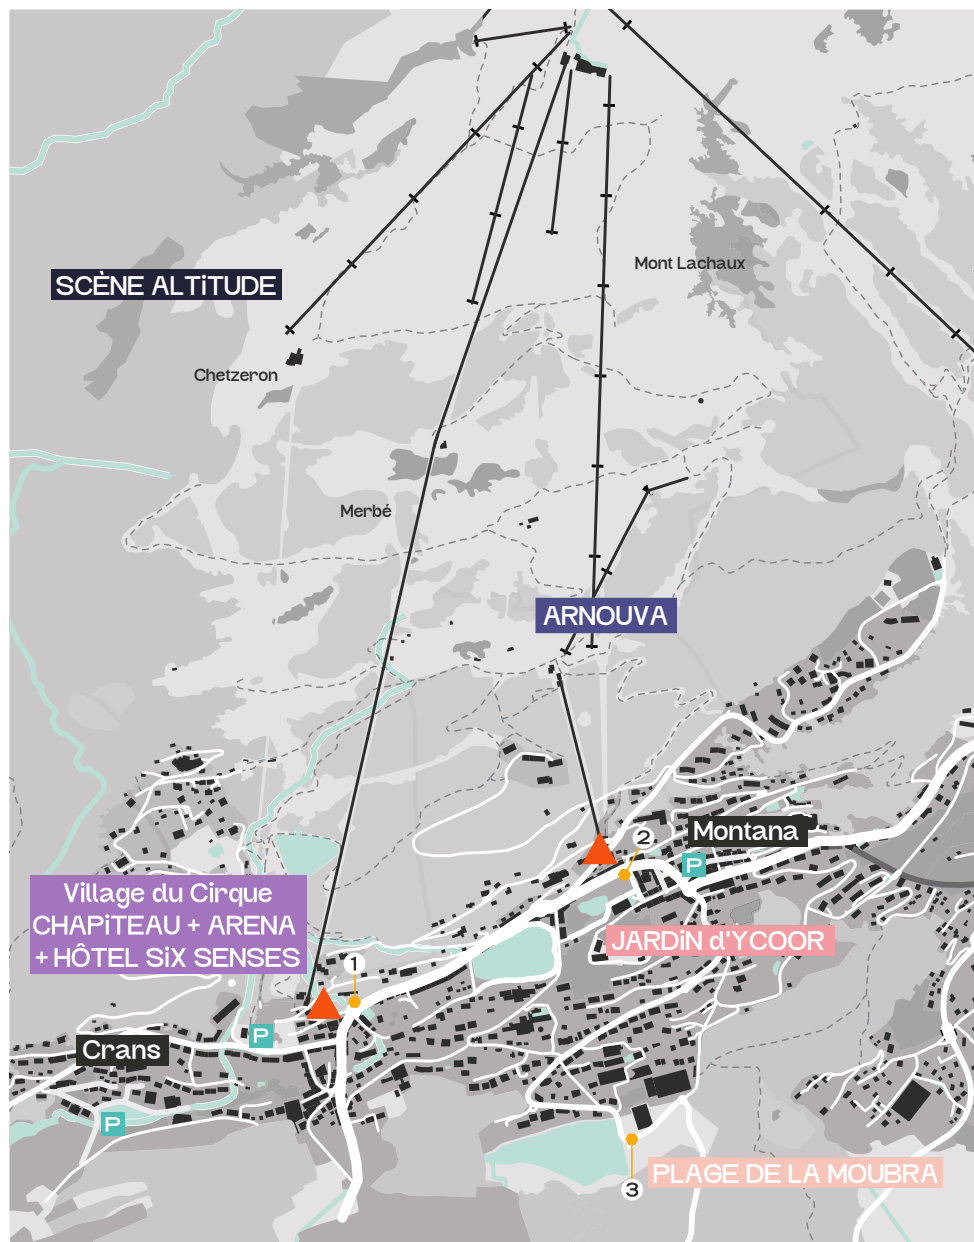 Mont Lachaux
SCÈNE ALTiTUDE
Chetzeron
Merbé
ARNOUVA
Montana
2
P
Village du Cirque
CHAPiTEAU + ARENA
+ HÔTEL SiX SENSES
JARDiN d'YCOOR
1
P
Crans
P
PLAGE DE LA MOUBRA
3